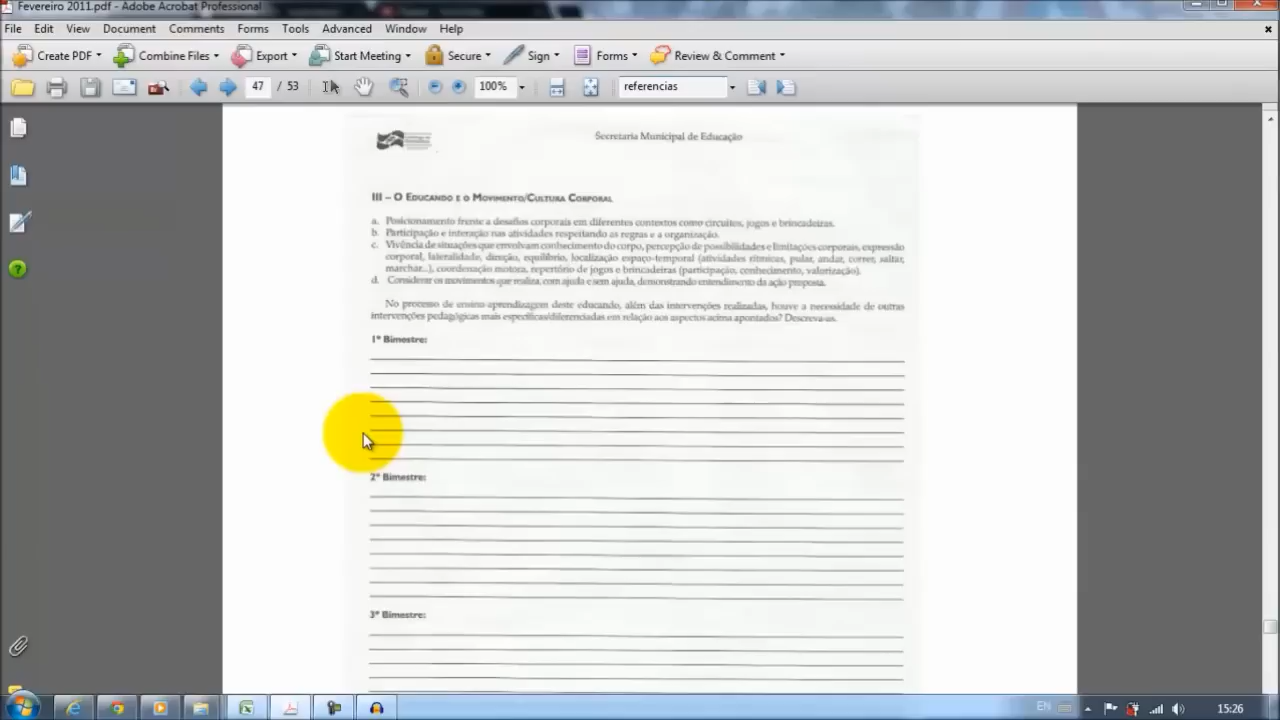 Fevereiro 2011.pdf - Adobe Acrobat Professional
File Edit View Document Comments Forms Tools Advanced Window Help
Create PDF Combine Files Export Start Meeting Secure Sign Forms Review & Comment
47 / 53 100% referencias
Secretaria Municipal de Educação
III – O Educando e o Movimento/Cultura Corporal
a. Posicionamento frente a desafios corporais em diferentes contextos como circuitos, jogos e brincadeiras.
b. Participação e interação nas atividades respeitando as regras e a organização.
c. Vivência de situações que envolvam conhecimento do corpo, percepção de possibilidades e limitações corporais, expressão
corporal, lateralidade, direção, equilíbrio, localização espaço-temporal (atividades rítmicas, pular, andar, correr, saltar,
marchar...), coordenação motora, repertório de jogos e brincadeiras (participação, conhecimento, valorização).
d. Considerar os movimentos que realiza, com ajuda e sem ajuda, demonstrando entendimento da ação proposta.
No processo de ensino-aprendizagem deste educando, além das intervenções realizadas, houve a necessidade de outras
intervenções pedagógicas mais específicas/diferenciadas em relação aos aspectos acima apontados? Descreva-as.
1º Bimestre:
2º Bimestre:
3º Bimestre:
EN 15:26